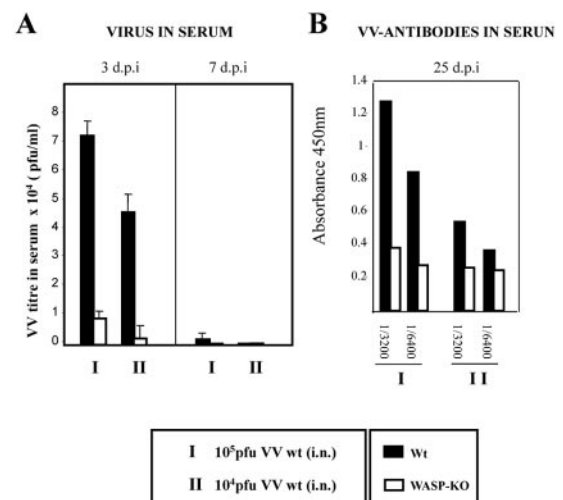 A
VIRUS IN SERUM
3 d.p.i
7 d.p.i
VV titre in serum x 10⁴ ( pfu/ml)
8
7
6
5
4
3
2
1
0
I
II
I
II
B
VV-ANTIBODIES IN SERUN
25 d.p.i
Absorbance 450nm
1.4
1.2
1
0.8
0.6
0.4
0.2
1/3200
1/6400
1/3200
1/6400
I
I I
I 10⁵pfu VV wt (i.n.)
II 10⁴pfu VV wt (i.n.)
Wt
WASP-KO